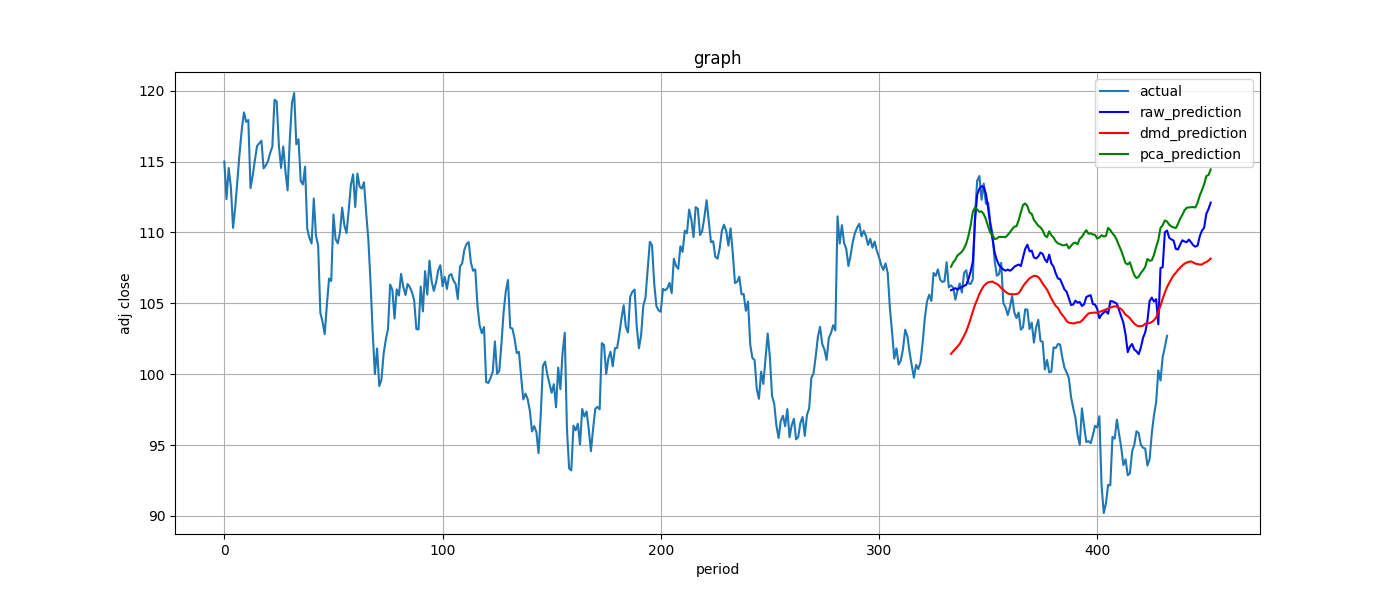 graph
120
115
110
105
100
95
90
adj close
0 100 200 300 400
period
actual
raw_prediction
dmd_prediction
pca_prediction